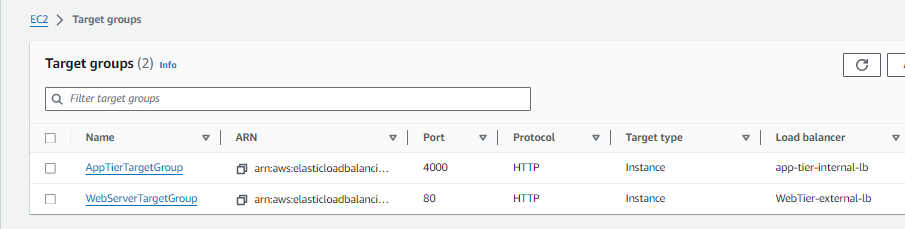 EC2 > Target groups
Target groups (2) Info
Filter target groups
Name ARN Port Protocol Target type Load balancer
AppTierTargetGroup arn:aws:elasticloadbalanci... 4000 HTTP Instance app-tier-internal-lb
WebServerTargetGroup arn:aws:elasticloadbalanci... 80 HTTP Instance WebTier-external-lb